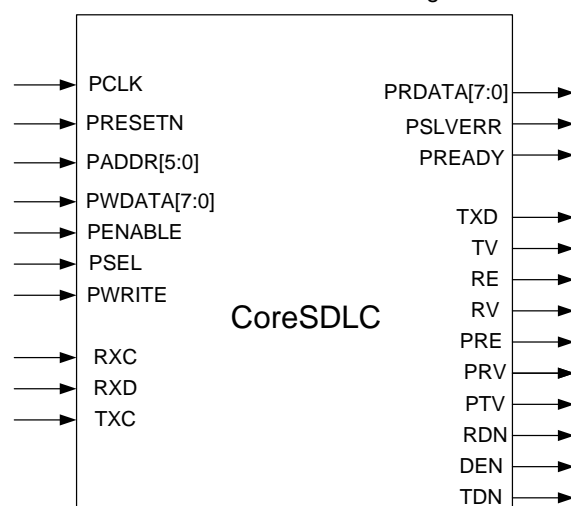 PCLK
PRESETN
PADDR[5:0]
PWDATA[7:0]
PENABLE
PSEL
PWRITE
RXC
RXD
TXC
CoreSDLC
PRDATA[7:0]
PSLVERR
PREADY
TXD
TV
RE
RV
PRE
PRV
PTV
RDN
DEN
TDN